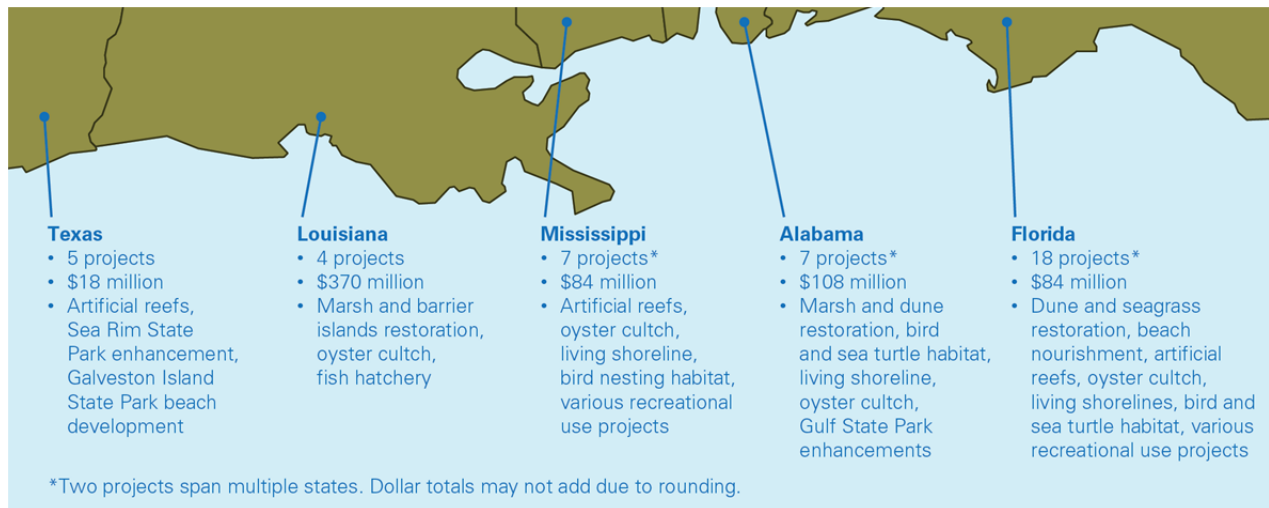 Texas
• 5 projects
• $18 million
• Artificial reefs,
Sea Rim State
Park enhancement,
Galveston Island
State Park beach
development
Louisiana
• 4 projects
• $370 million
• Marsh and barrier
islands restoration,
oyster cultch,
fish hatchery
Mississippi
• 7 projects*
• $84 million
• Artificial reefs,
oyster cultch,
living shoreline,
bird nesting habitat,
various recreational
use projects
Alabama
• 7 projects*
• $108 million
• Marsh and dune
restoration, bird
and sea turtle habitat,
living shoreline,
oyster cultch,
Gulf State Park
enhancements
Florida
• 18 projects*
• $84 million
• Dune and seagrass
restoration, beach
nourishment, artificial
reefs, oyster cultch,
living shorelines, bird and
sea turtle habitat, various
recreational use projects
*Two projects span multiple states. Dollar totals may not add due to rounding.